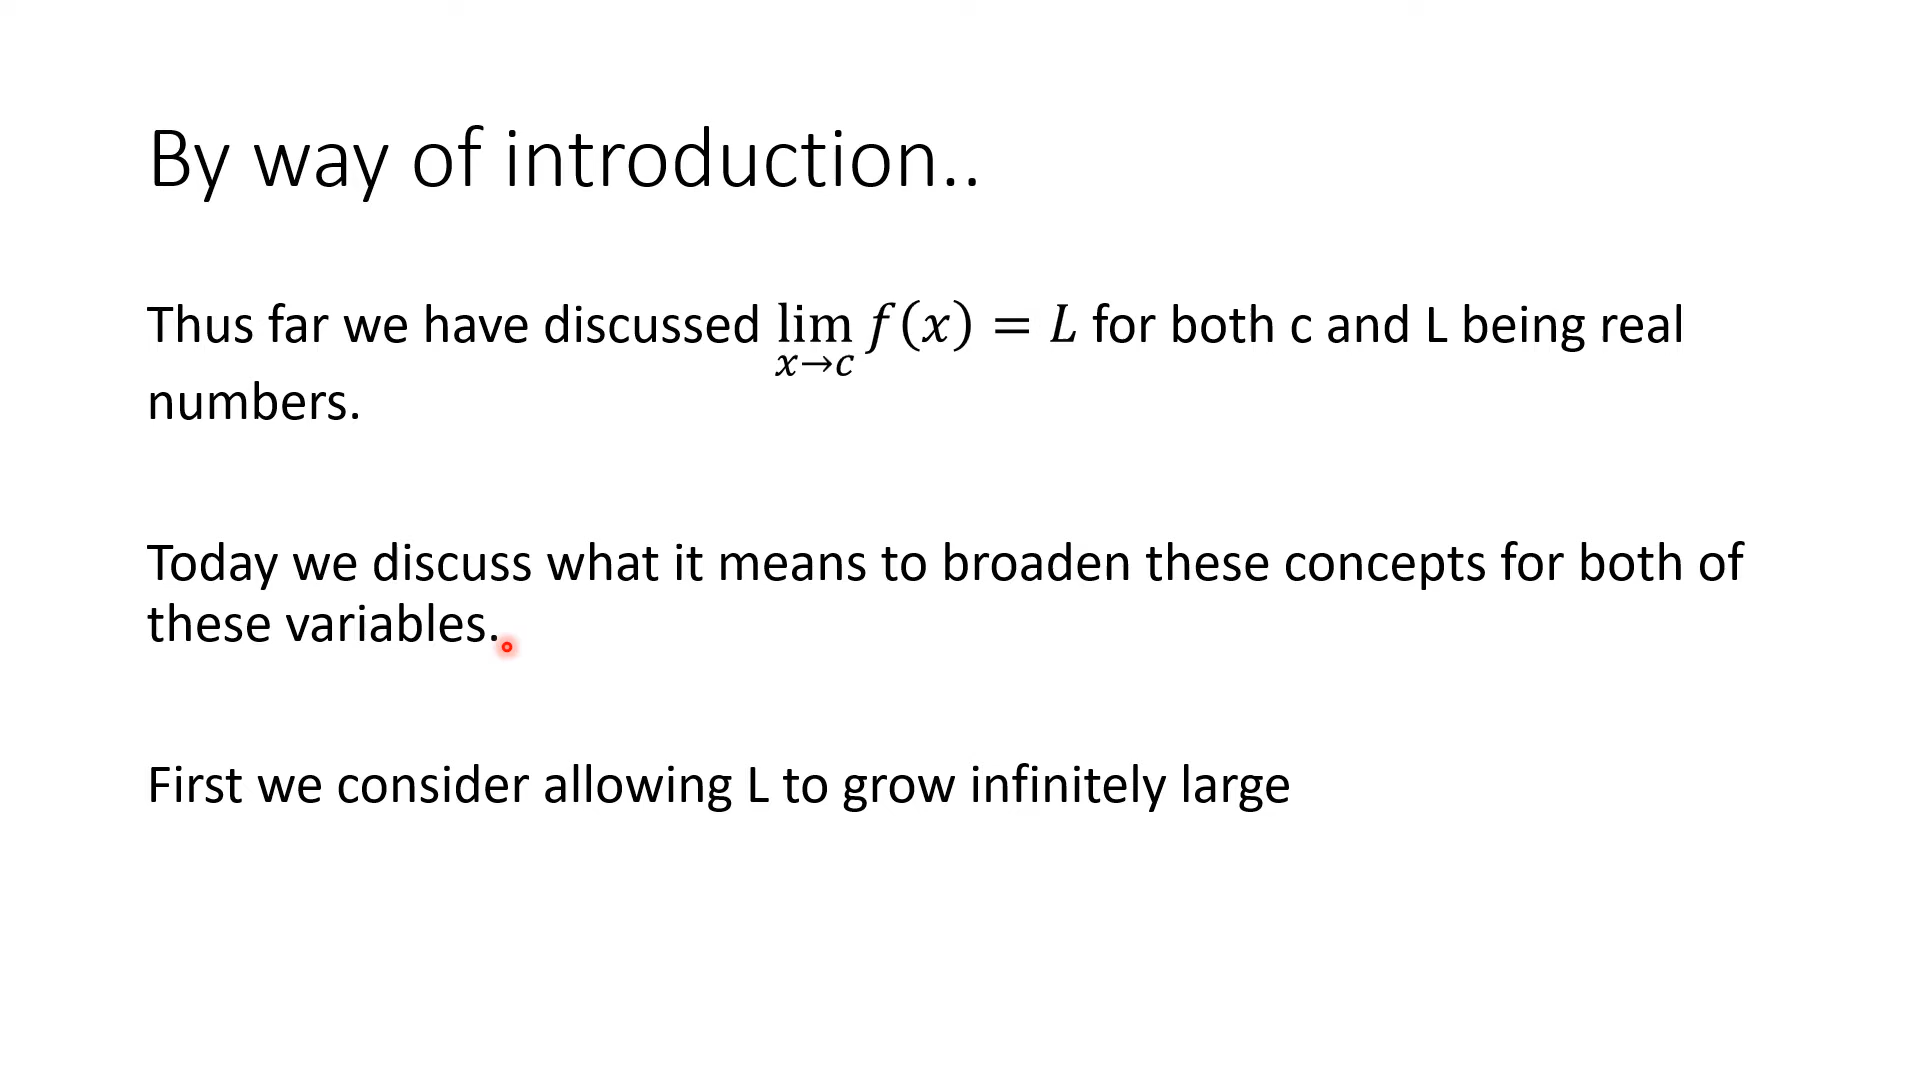 By way of introduction..
Thus far we have discussed lim x→c f(x) = L for both c and L being real
numbers.
Today we discuss what it means to broaden these concepts for both of
these variables.
First we consider allowing L to grow infinitely large